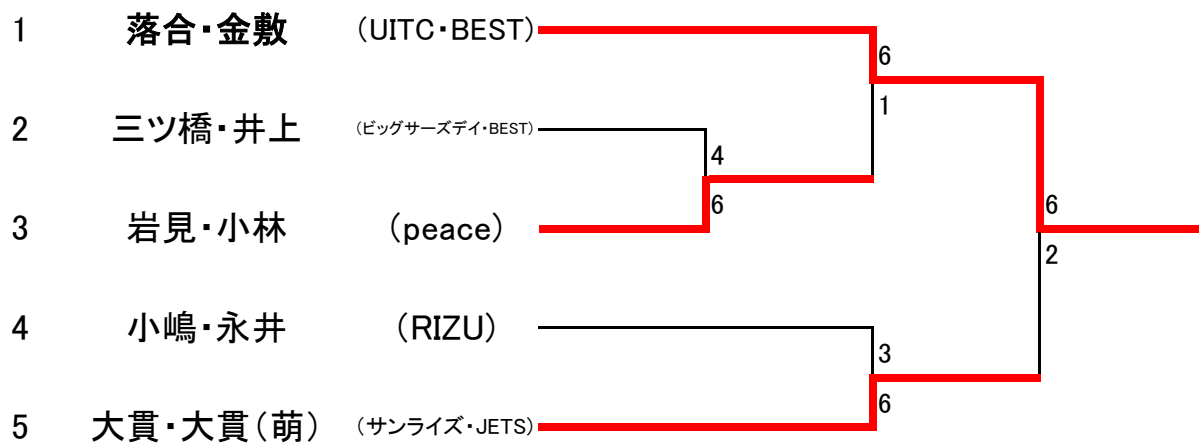 1 落合・金敷 (UITC・BEST)
6
1
2 三ツ橋・井上 (ビッグサーズデイ・BEST)
4
6
3 岩見・小林 (peace)
6
2
4 小嶋・永井 (RIZU)
3
6
5 大貫・大貫(萌) (サンライズ・JETS)